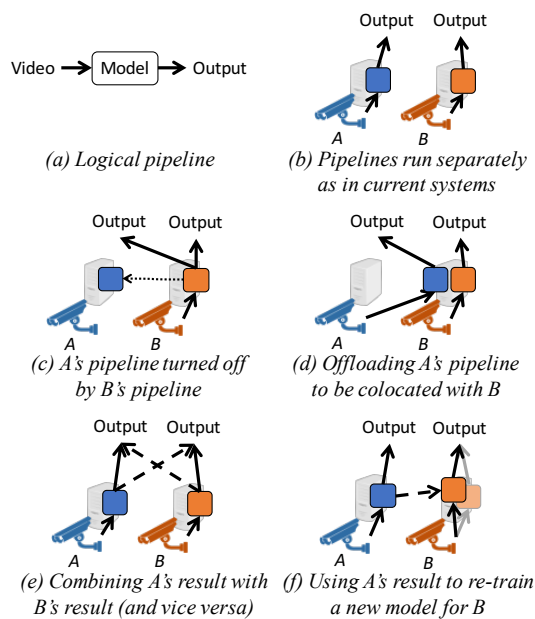 Output Output
Video Model Output
A B
(a) Logical pipeline
(b) Pipelines run separately
as in current systems
Output Output
A B
(c) A's pipeline turned off
by B's pipeline
Output Output
A B
(d) Offloading A's pipeline
to be colocated with B
Output Output
A B
(e) Combining A's result with
B's result (and vice versa)
Output Output
A B
(f) Using A's result to re-train
a new model for B